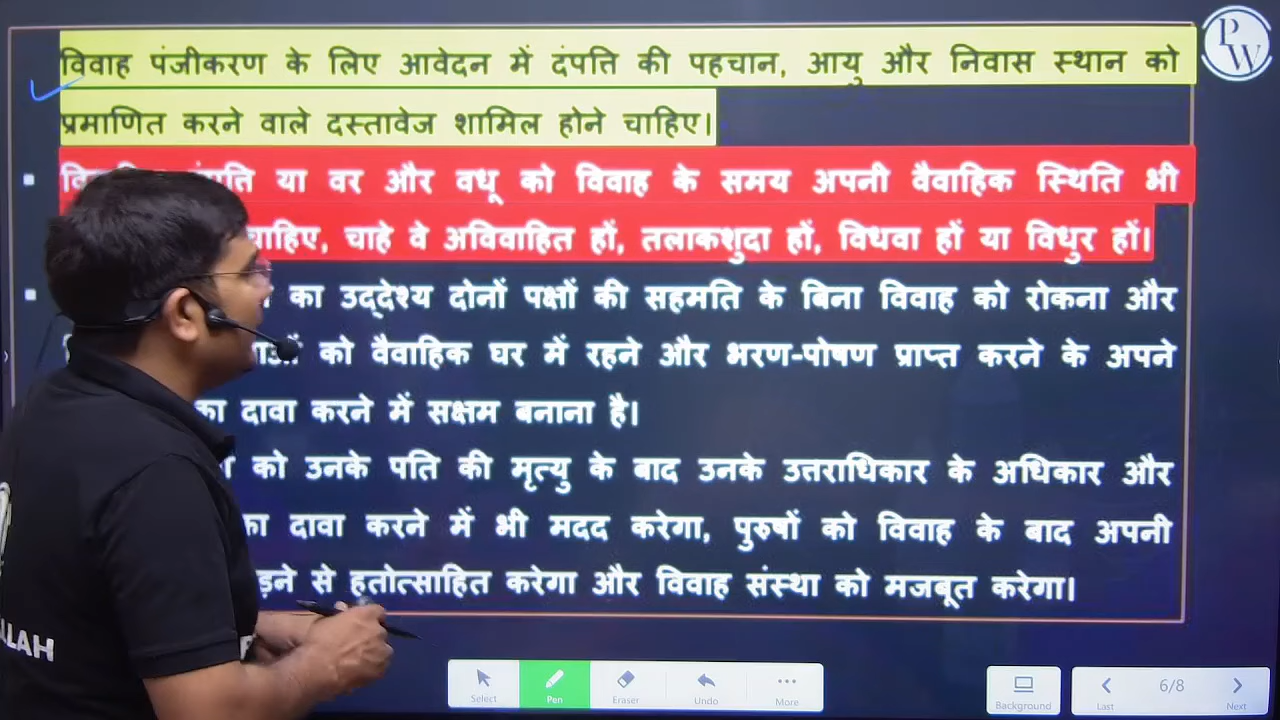 विवाह पंजीकरण के लिए आवेदन में दंपति की पहचान, आयु और निवास स्थान को
प्रमाणित करने वाले दस्तावेज शामिल होने चाहिए।
या वर और वधू को विवाह के समय अपनी वैवाहिक स्थिति भी
चाहे वे अविवाहित हों, तलाकशुदा हों, विधवा हों या विधुर हों।
का उद्देश्य दोनों पक्षों की सहमति के बिना विवाह को रोकना और
को वैवाहिक घर में रहने और भरण-पोषण प्राप्त करने के अपने
का दावा करने में सक्षम बनाना है।
को उनके पति की मृत्यु के बाद उनके उत्तराधिकार के अधिकार और
का दावा करने में भी मदद करेगा, पुरुषों को विवाह के बाद अपनी
से हतोत्साहित करेगा और विवाह संस्था को मजबूत करेगा।
PW
Select
Pen
Eraser
Undo
More
Background
Last
6/8
Next